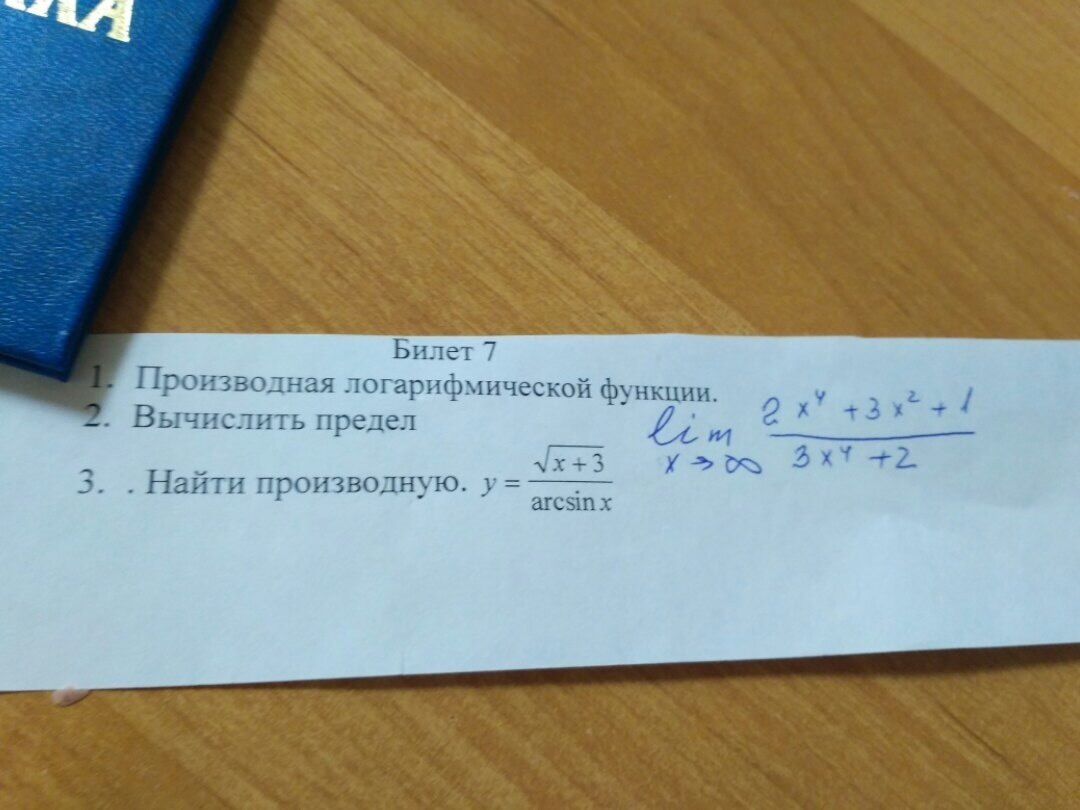 Билет 7
1. Производная логарифмической функции.
2. Вычислить предел lim x→∞ (2x⁴+3x²+1)/(3x⁴+2)
3. . Найти производную. y = √(x+3)/arcsin x